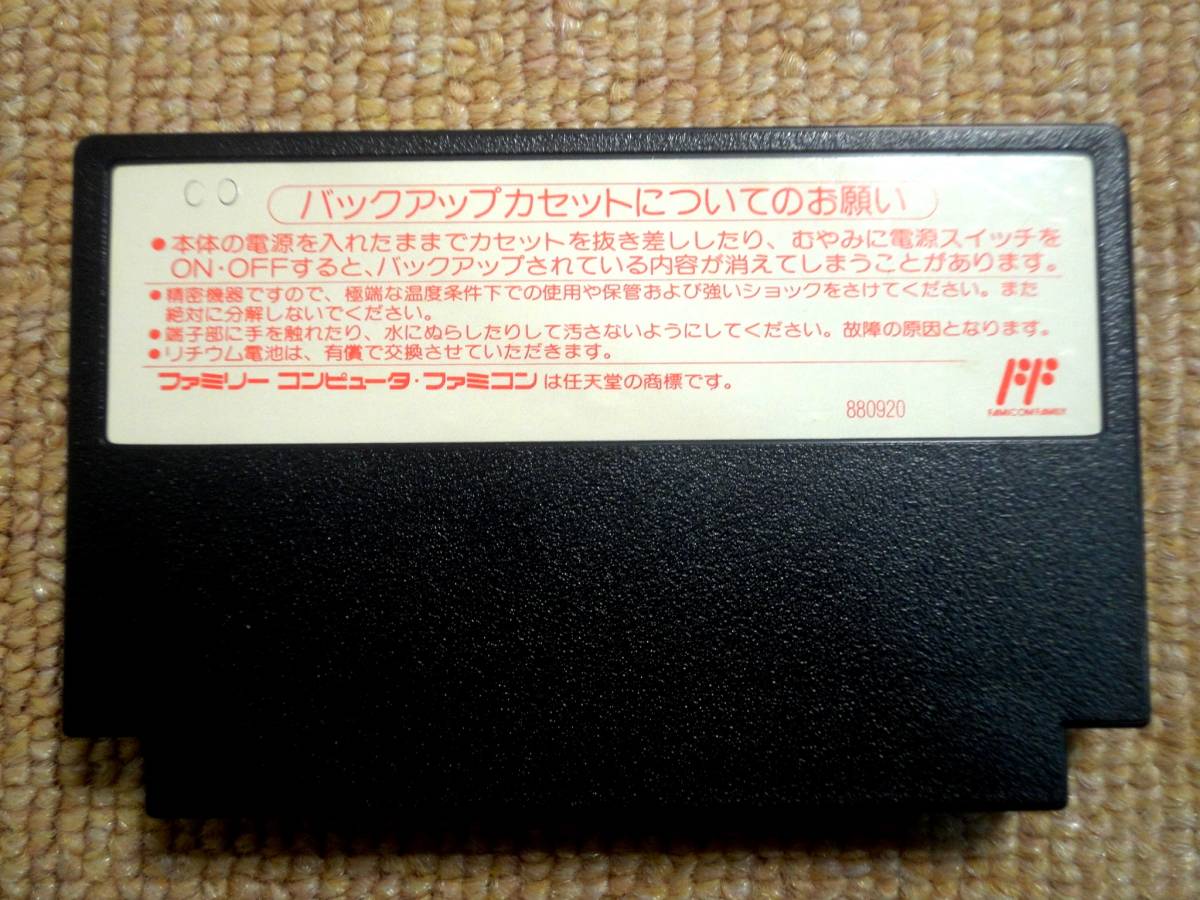 CO
バックアップカセットについてのお願い
●本体の電源を入れたままでカセットを抜き差ししたり、むやみに電源スイッチを
ON・OFFすると、バックアップされている内容が消えてしまうことがあります。
●精密機器ですので、極端な温度条件下での使用や保管および強いショックをさけてください。また
絶対に分解しないでください。
●端子部に手を触れたり、水にぬらしたりして汚さないようにしてください。故障の原因となります。
●リチウム電池は、有償で交換させていただきます。
ファミリー コンピュータ・ファミコンは任天堂の商標です。
880920
FF
FAMICOM FAMILY